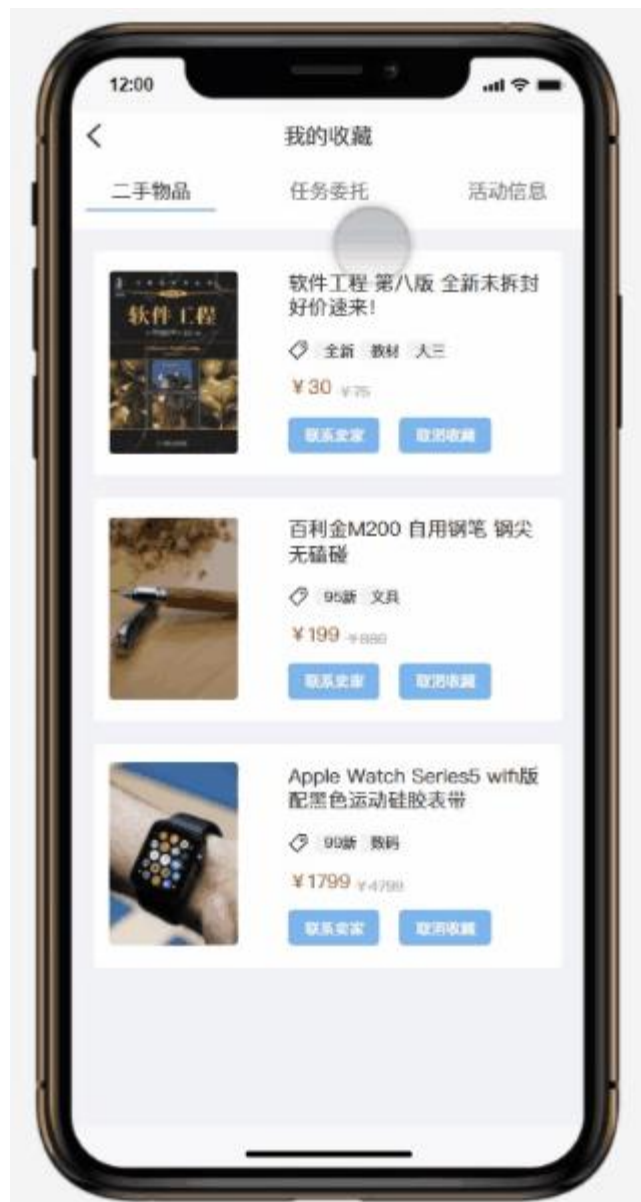 12:00
我的收藏
二手物品 任务委托 活动信息
软件工程
软件工程 第八版 全新未拆封
好价速来！
全新 教材 大三
￥30 ￥75
联系卖家 取消收藏
百利金M200 自用钢笔 钢尖
无磕碰
95新 文具
￥199 ￥880
联系卖家 取消收藏
Apple Watch Series5 wifi版
配黑色运动硅胶表带
99新 数码
￥1799 ￥4799
联系卖家 取消收藏